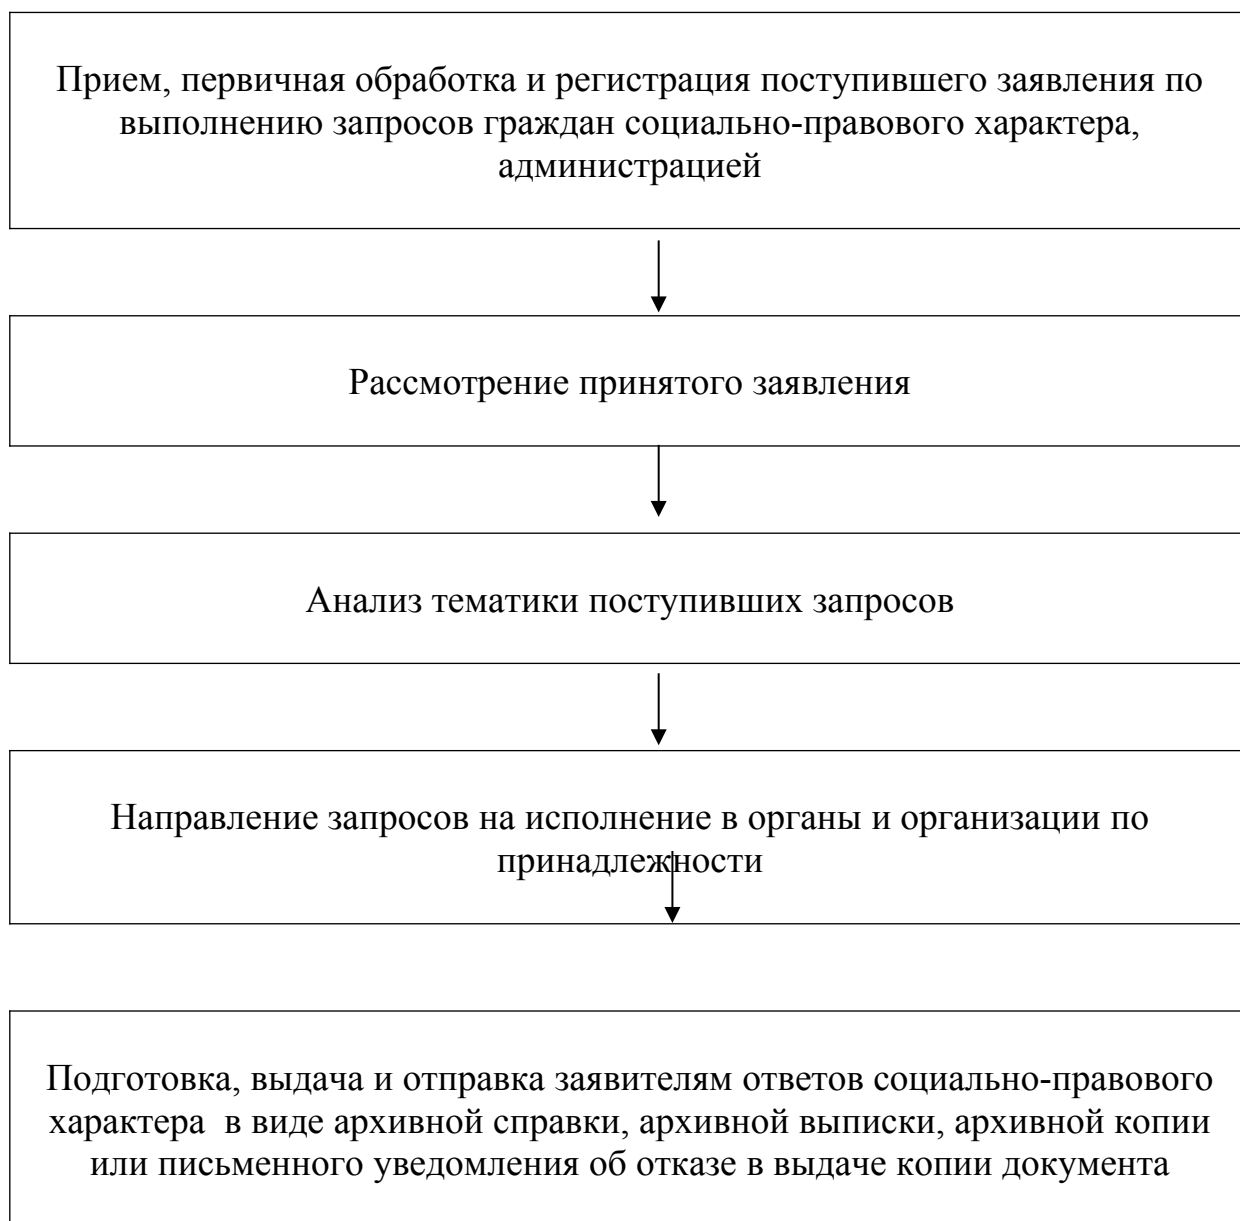 Прием, первичная обработка и регистрация поступившего заявления по
выполнению запросов граждан социально-правового характера,
администрацией
Рассмотрение принятого заявления
Анализ тематики поступивших запросов
Направление запросов на исполнение в органы и организации по
принадлежности
Подготовка, выдача и отправка заявителям ответов социально-правового
характера  в виде архивной справки, архивной выписки, архивной копии
или письменного уведомления об отказе в выдаче копии документа